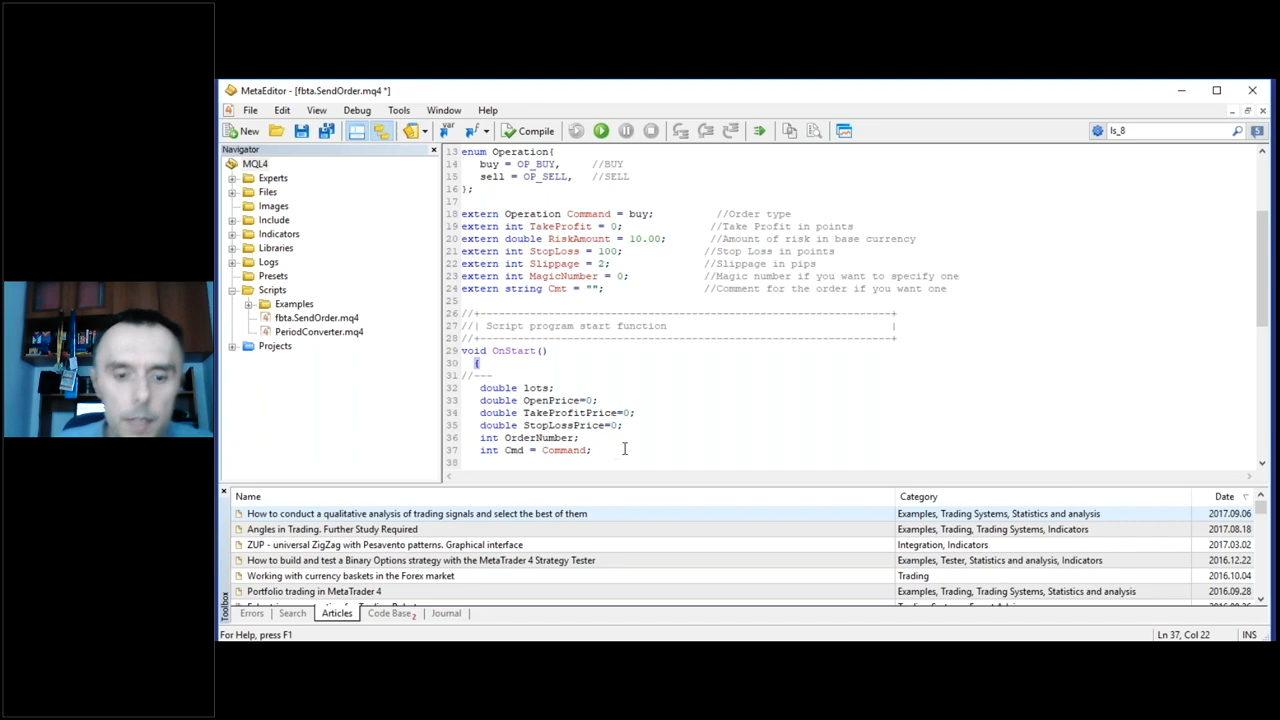 MetaEditor - [fbta.SendOrder.mq4 *]
File Edit View Debug Tools Window Help
New Compile ls_8 5
Navigator
MQL4
Experts
Files
Images
Include
Indicators
Libraries
Logs
Presets
Scripts
Examples
fbta.SendOrder.mq4
PeriodConverter.mq4
Projects
13 enum Operation{
14 buy = OP_BUY, //BUY
15 sell = OP_SELL, //SELL
16 };
17
18 extern Operation Command = buy; //Order type
19 extern int TakeProfit = 0; //Take Profit in points
20 extern double RiskAmount = 10.00; //Amount of risk in base currency
21 extern int StopLoss = 100; //Stop Loss in points
22 extern int Slippage = 2; //Slippage in pips
23 extern int MagicNumber = 0; //Magic number if you want to specify one
24 extern string Cmt = ""; //Comment for the order if you want one
25
26 //+------------------------------------------------------------------+
27 //| Script program start function |
28 //+------------------------------------------------------------------+
29 void OnStart()
30 {
31 //---
32 double lots;
33 double OpenPrice=0;
34 double TakeProfitPrice=0;
35 double StopLossPrice=0;
36 int OrderNumber;
37 int Cmd = Command;
38
Name Category Date
How to conduct a qualitative analysis of trading signals and select the best of them Examples, Trading Systems, Statistics and analysis 2017.09.06
Angles in Trading. Further Study Required Examples, Trading, Trading Systems, Indicators 2017.08.18
ZUP - universal ZigZag with Pesavento patterns. Graphical interface Integration, Indicators 2017.03.02
How to build and test a Binary Options strategy with the MetaTrader 4 Strategy Tester Examples, Tester, Statistics and analysis, Indicators 2016.12.22
Working with currency baskets in the Forex market Trading 2016.10.04
Portfolio trading in MetaTrader 4 Examples, Trading, Trading Systems, Experts 2016.09.28
Toolbox
Errors Search Articles Code Base 2 Journal
For Help, press F1 Ln 37, Col 22 INS